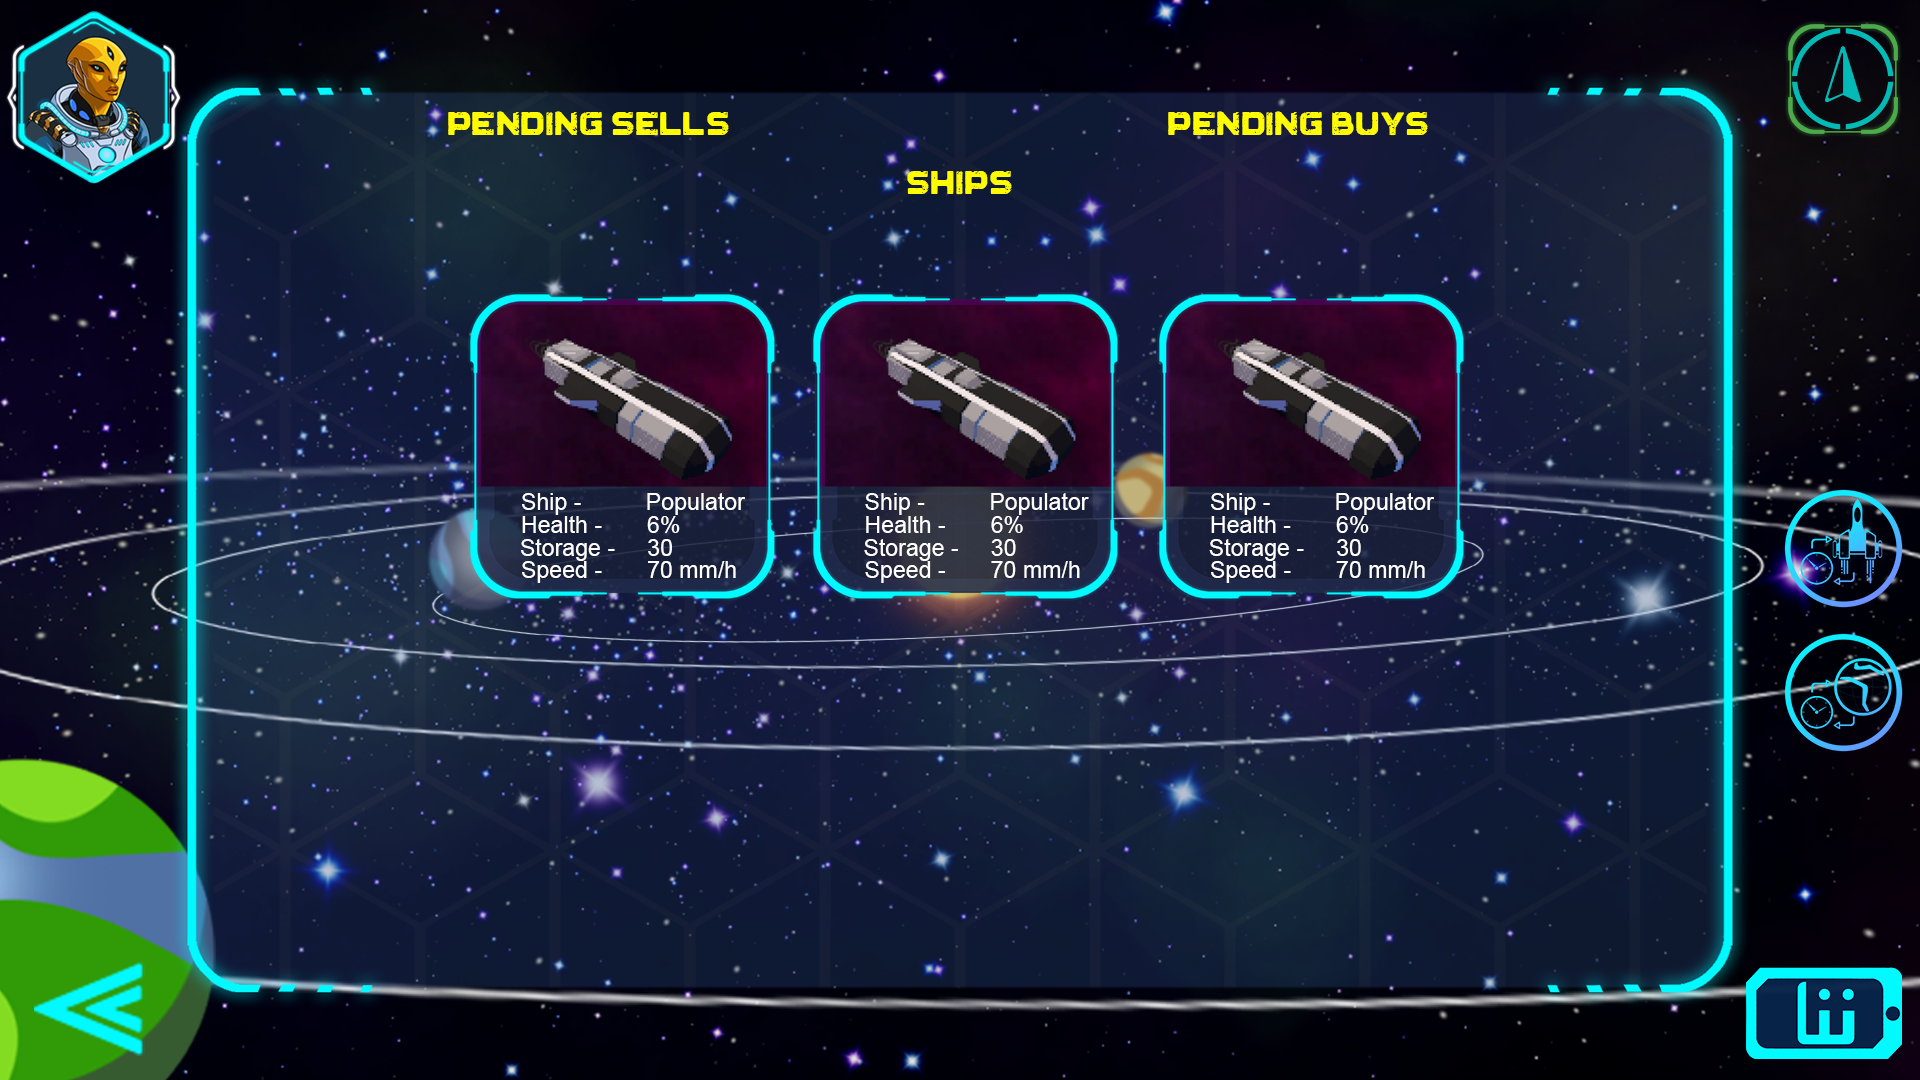 PENDING SELLS
PENDING BUYS
SHIPS
Ship - Populator
Health - 6%
Storage - 30
Speed - 70 mm/h
Ship - Populator
Health - 6%
Storage - 30
Speed - 70 mm/h
Ship - Populator
Health - 6%
Storage - 30
Speed - 70 mm/h